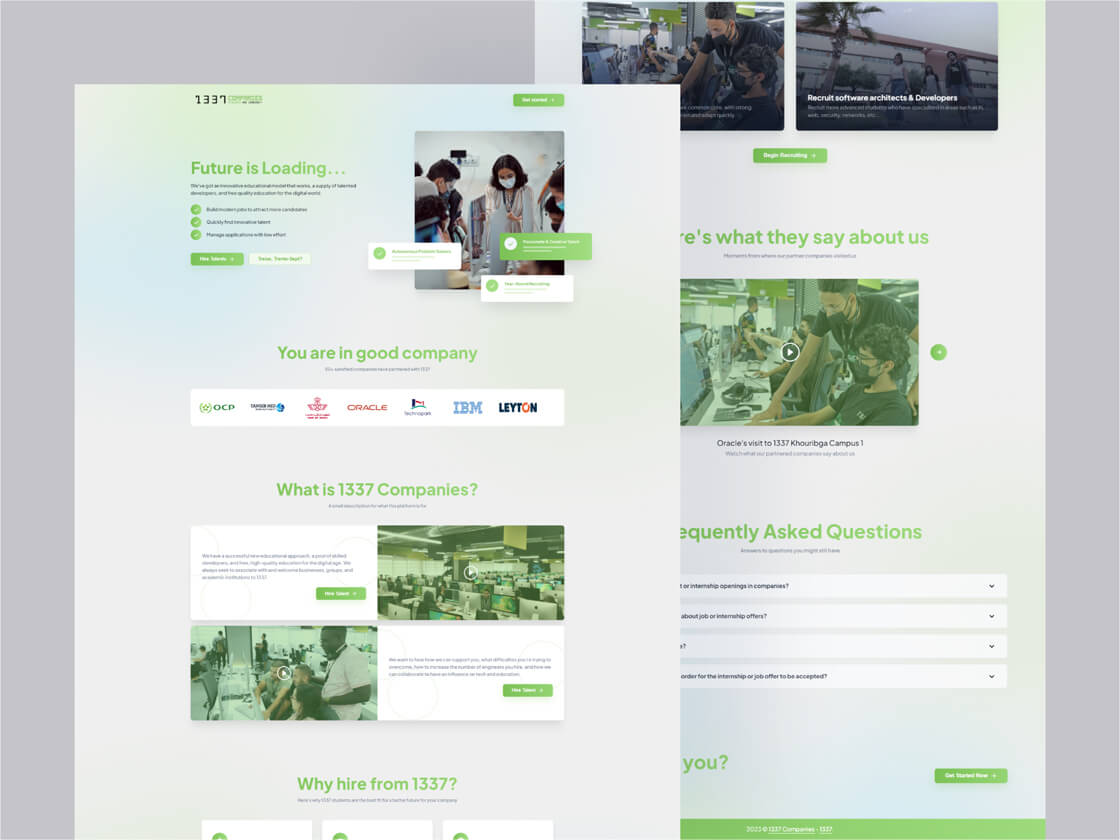 1337 COMPANIES
Get started →
Future is Loading...
We've got an innovative educational model that works, a supply of talented
developers, and free quality education for the digital world.
Build modern jobs to attract more candidates
Quickly find innovative talent
Manage applications with low effort
Hire Talents →
Autonomous Problem Solvers
Passionate & Creative Talent
Year-Round Recruiting
You are in good company
satisfied companies have partnered with 1337
OCP
TANGER MED
ORACLE
Technopark
IBM
LEYTON
What is 1337 Companies?
A small description for what this platform is for
We have a successful new educational approach, a pool of skilled
developers, and free, high-quality education for the digital age. We
always seek to associate with and welcome businesses, groups, and
academic institutions to 1337.
Hire Talent →
We want to hear how we can support you, what difficulties you're trying to
overcome, how to increase the number of engineers you hire, and how we
can collaborate to have an influence on tech and education.
Hire Talent →
Why hire from 1337?
Here's why 1337 students are the best fit for a better future for your company
common core, with strong
and adapt quickly
Recruit software architects & Developers
Recruit more advanced students who have specialized in areas such as AI,
web, security, networks, etc...
Begin Recruiting →
re's what they say about us
Moments from where our partner companies visited us
Oracle's visit to 1337 Khouribga Campus 1
Watch what our partnered companies say about us
equently Asked Questions
Answers to questions you might still have
t or internship openings in companies?
about job or internship offers?
e?
order for the internship or job offer to be accepted?
you?
Get Started Now →
2023 © 1337 Companies - 1337